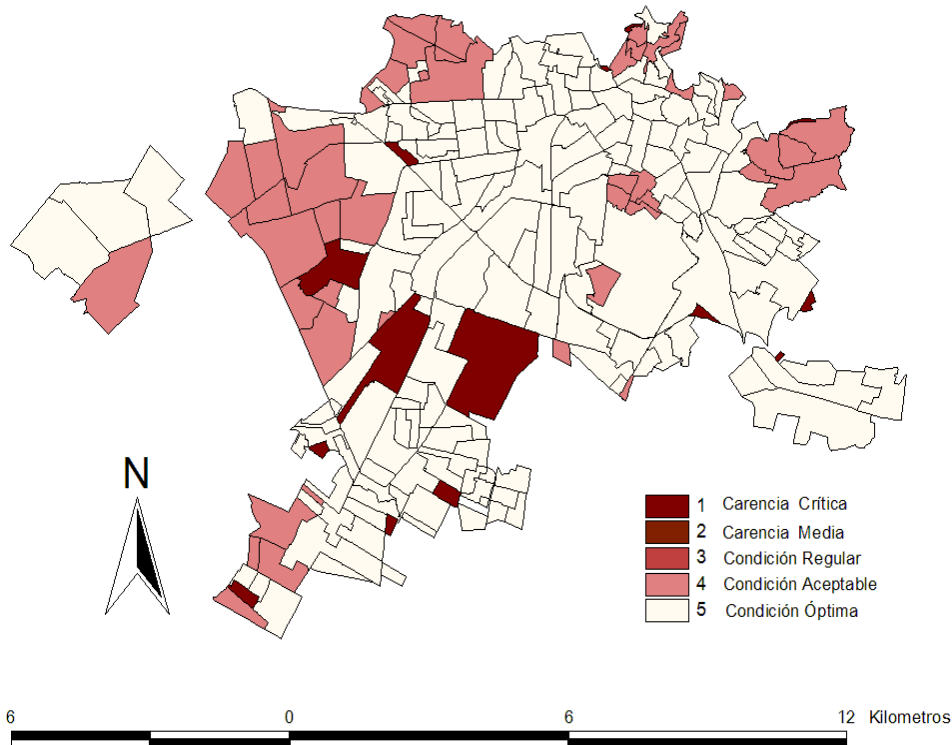 N
1 Carencia Crítica
2 Carencia Media
3 Condición Regular
4 Condición Aceptable
5 Condición Óptima
6 0 6 12 Kilometros